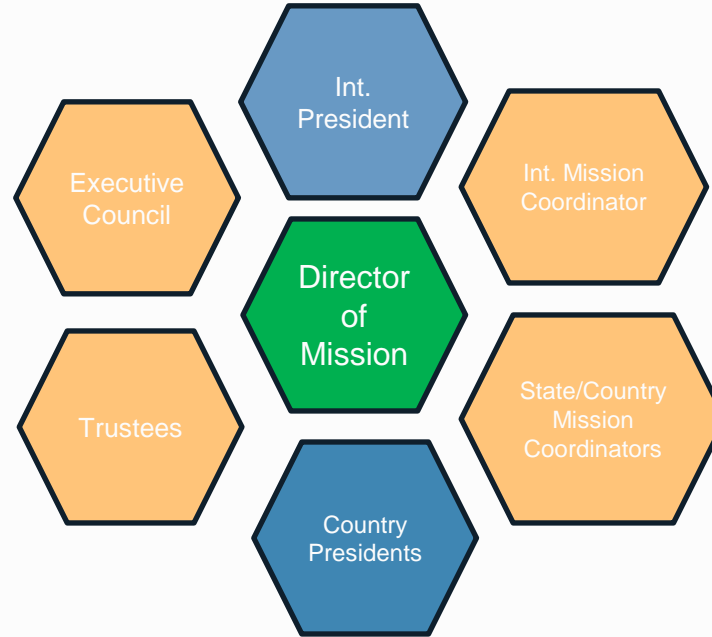 Int.
President
Executive
Council
Int. Mission
Coordinator
Director
of
Mission
Trustees
State/Country
Mission
Coordinators
Country
Presidents